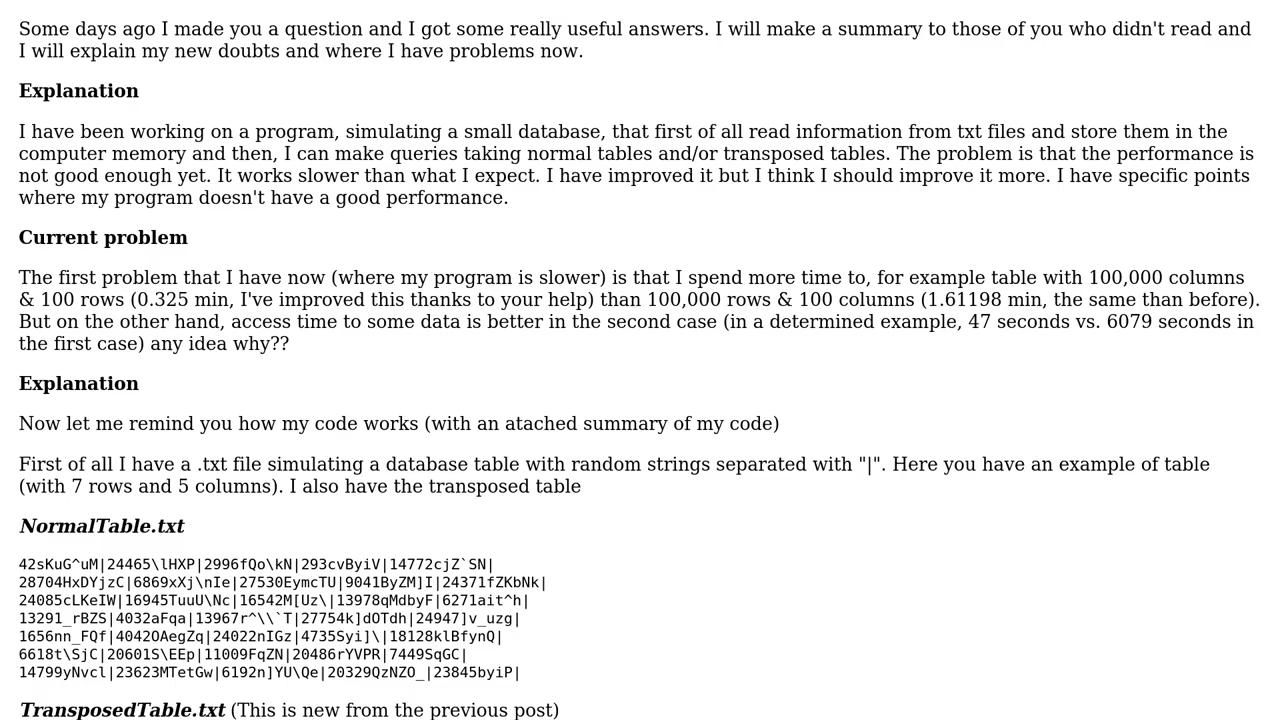 Some days ago I made you a question and I got some really useful answers. I will make a summary to those of you who didn't read and
I will explain my new doubts and where I have problems now.
Explanation
I have been working on a program, simulating a small database, that first of all read information from txt files and store them in the
computer memory and then, I can make queries taking normal tables and/or transposed tables. The problem is that the performance is
not good enough yet. It works slower than what I expect. I have improved it but I think I should improve it more. I have specific points
where my program doesn't have a good performance.
Current problem
The first problem that I have now (where my program is slower) is that I spend more time to, for example table with 100,000 columns
& 100 rows (0.325 min, I've improved this thanks to your help) than 100,000 rows & 100 columns (1.61198 min, the same than before).
But on the other hand, access time to some data is better in the second case (in a determined example, 47 seconds vs. 6079 seconds in
the first case) any idea why??
Explanation
Now let me remind you how my code works (with an atached summary of my code)
First of all I have a .txt file simulating a database table with random strings separated with "|". Here you have an example of table
(with 7 rows and 5 columns). I also have the transposed table
NormalTable.txt
42sKuG^uM|24465\lHXP|2996fQo\kN|293cvByiV|14772cjZ`SN|
28704HxDYjzC|6869xXj\nIe|27530EymcTU|9041ByZM]I|24371fZKbNk|
24085cLKeIW|16945TuuU\Nc|16542M[Uz\|13978qMdbyF|6271ait^h|
13291_rBZS|4032aFqa|13967r^\\`T|27754k]dOTdh|24947]v_uzg|
1656nn_FQf|4042OAegZq|24022nIGz|4735Syi]\|18128klBfynQ|
6618t\SjC|20601S\EEp|11009FqZN|20486rYVPR|7449SqGC|
14799yNvcl|23623MTetGw|6192n]YU\Qe|20329QzNZO_|23845byiP|
TransposedTable.txt (This is new from the previous post)